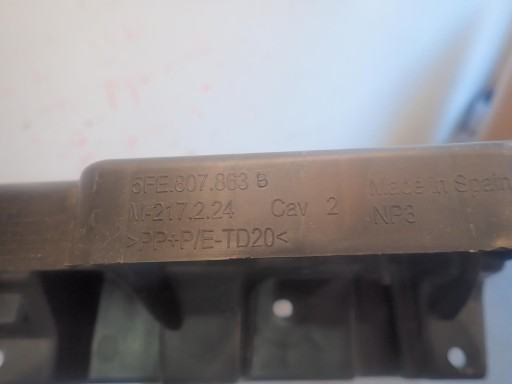 5FE.807.863 B
M-217.2.24 Cav 2
>PP+P/E-TD20<
Made in Spain
NP3